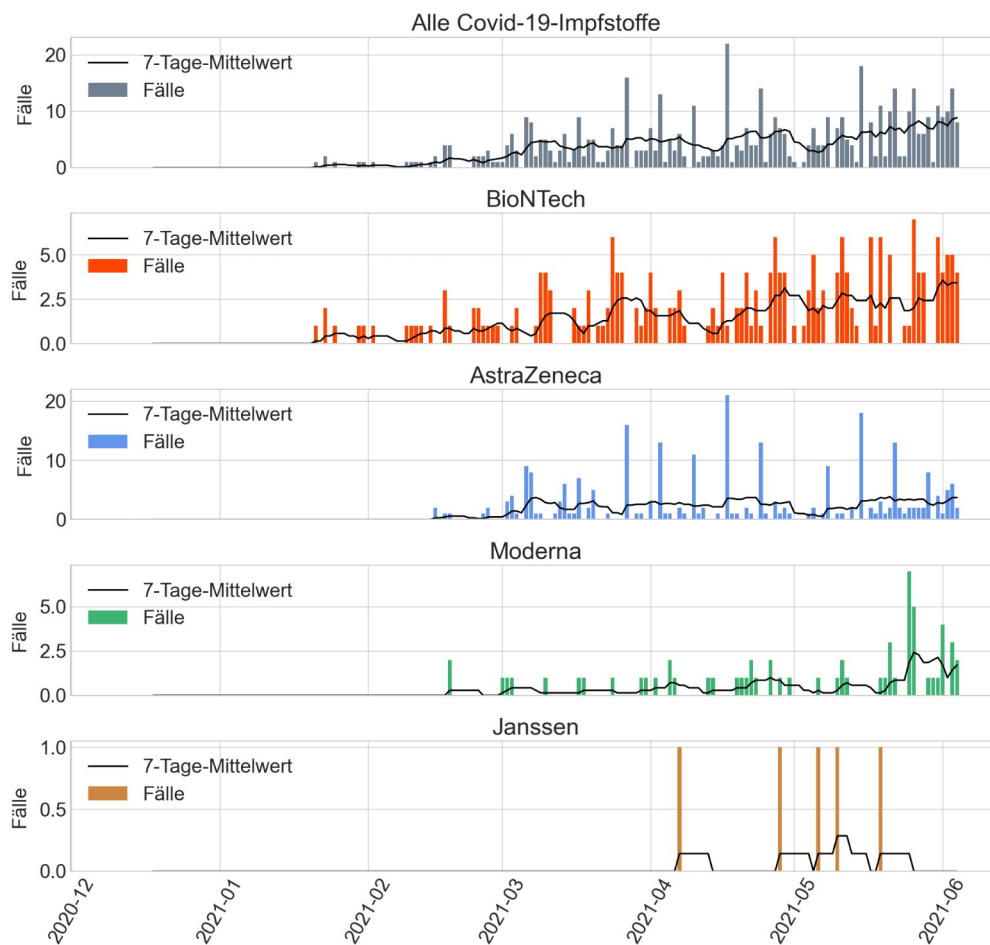 Alle Covid-19-Impfstoffe
20
10
0
Fälle
7-Tage-Mittelwert
Fälle
BioNTech
5.0
2.5
0.0
Fälle
7-Tage-Mittelwert
Fälle
AstraZeneca
20
10
0
Fälle
7-Tage-Mittelwert
Fälle
Moderna
5.0
2.5
0.0
Fälle
7-Tage-Mittelwert
Fälle
Janssen
1.0
0.5
0.0
Fälle
7-Tage-Mittelwert
Fälle
2020-12
2021-01
2021-02
2021-03
2021-04
2021-05
2021-06